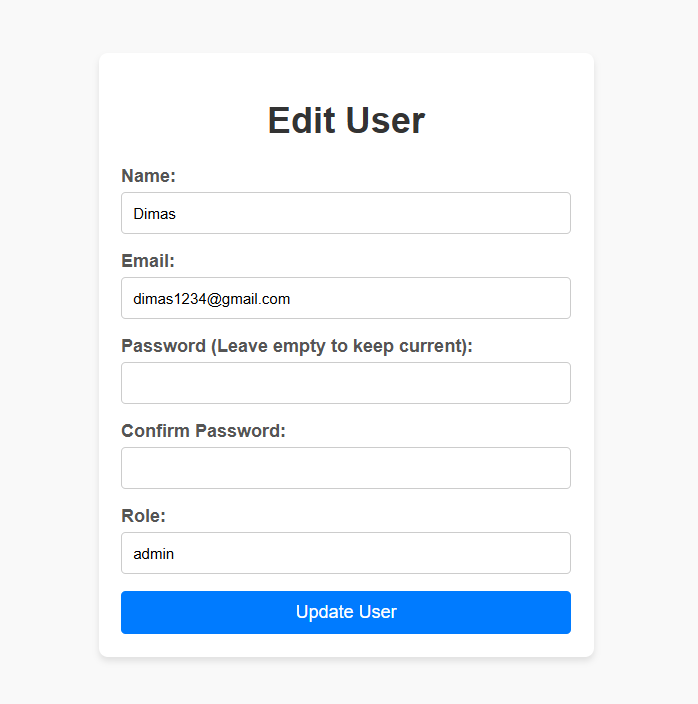 Edit User
Name:
Dimas
Email:
dimas1234@gmail.com
Password (Leave empty to keep current):
Confirm Password:
Role:
admin
Update User